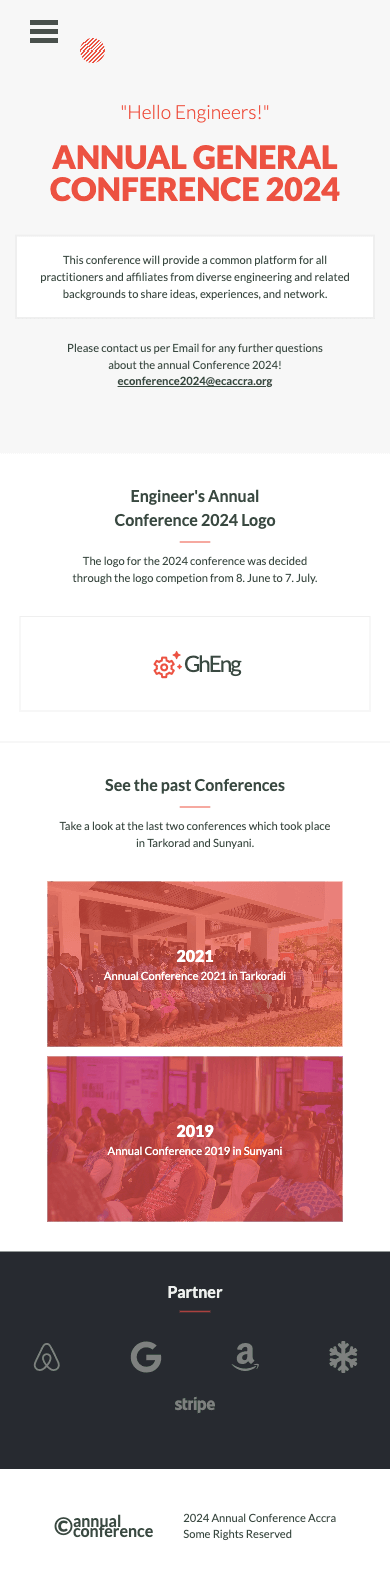 "Hello Engineers!"
ANNUAL GENERAL
CONFERENCE 2024
This conference will provide a common platform for all
practitioners and affiliates from diverse engineering and related
backgrounds to share ideas, experiences, and network.
Please contact us per Email for any further questions
about the annual Conference 2024!
econference2024@ecaccra.org
Engineer's Annual
Conference 2024 Logo
The logo for the 2024 conference was decided
through the logo competion from 8. June to 7. July.
GhEng
See the past Conferences
Take a look at the last two conferences which took place
in Tarkorad and Sunyani.
2021
Annual Conference 2021 in Tarkoradi
2019
Annual Conference 2019 in Sunyani
Partner
stripe
©annual
conference
2024 Annual Conference Accra
Some Rights Reserved